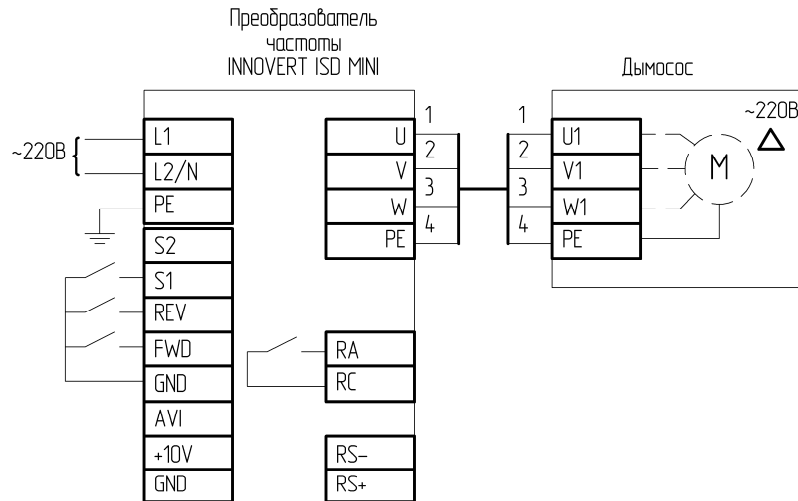 Преобразователь
частоты
INNOVERT ISD MINI
Дымосос
~220В
L1
L2/N
PE
S2
S1
REV
FWD
GND
AVI
+10V
GND
U
V
W
PE
1
2
3
4
RA
RC
RS-
RS+
1
2
3
4
U1
V1
W1
PE
M
~220В